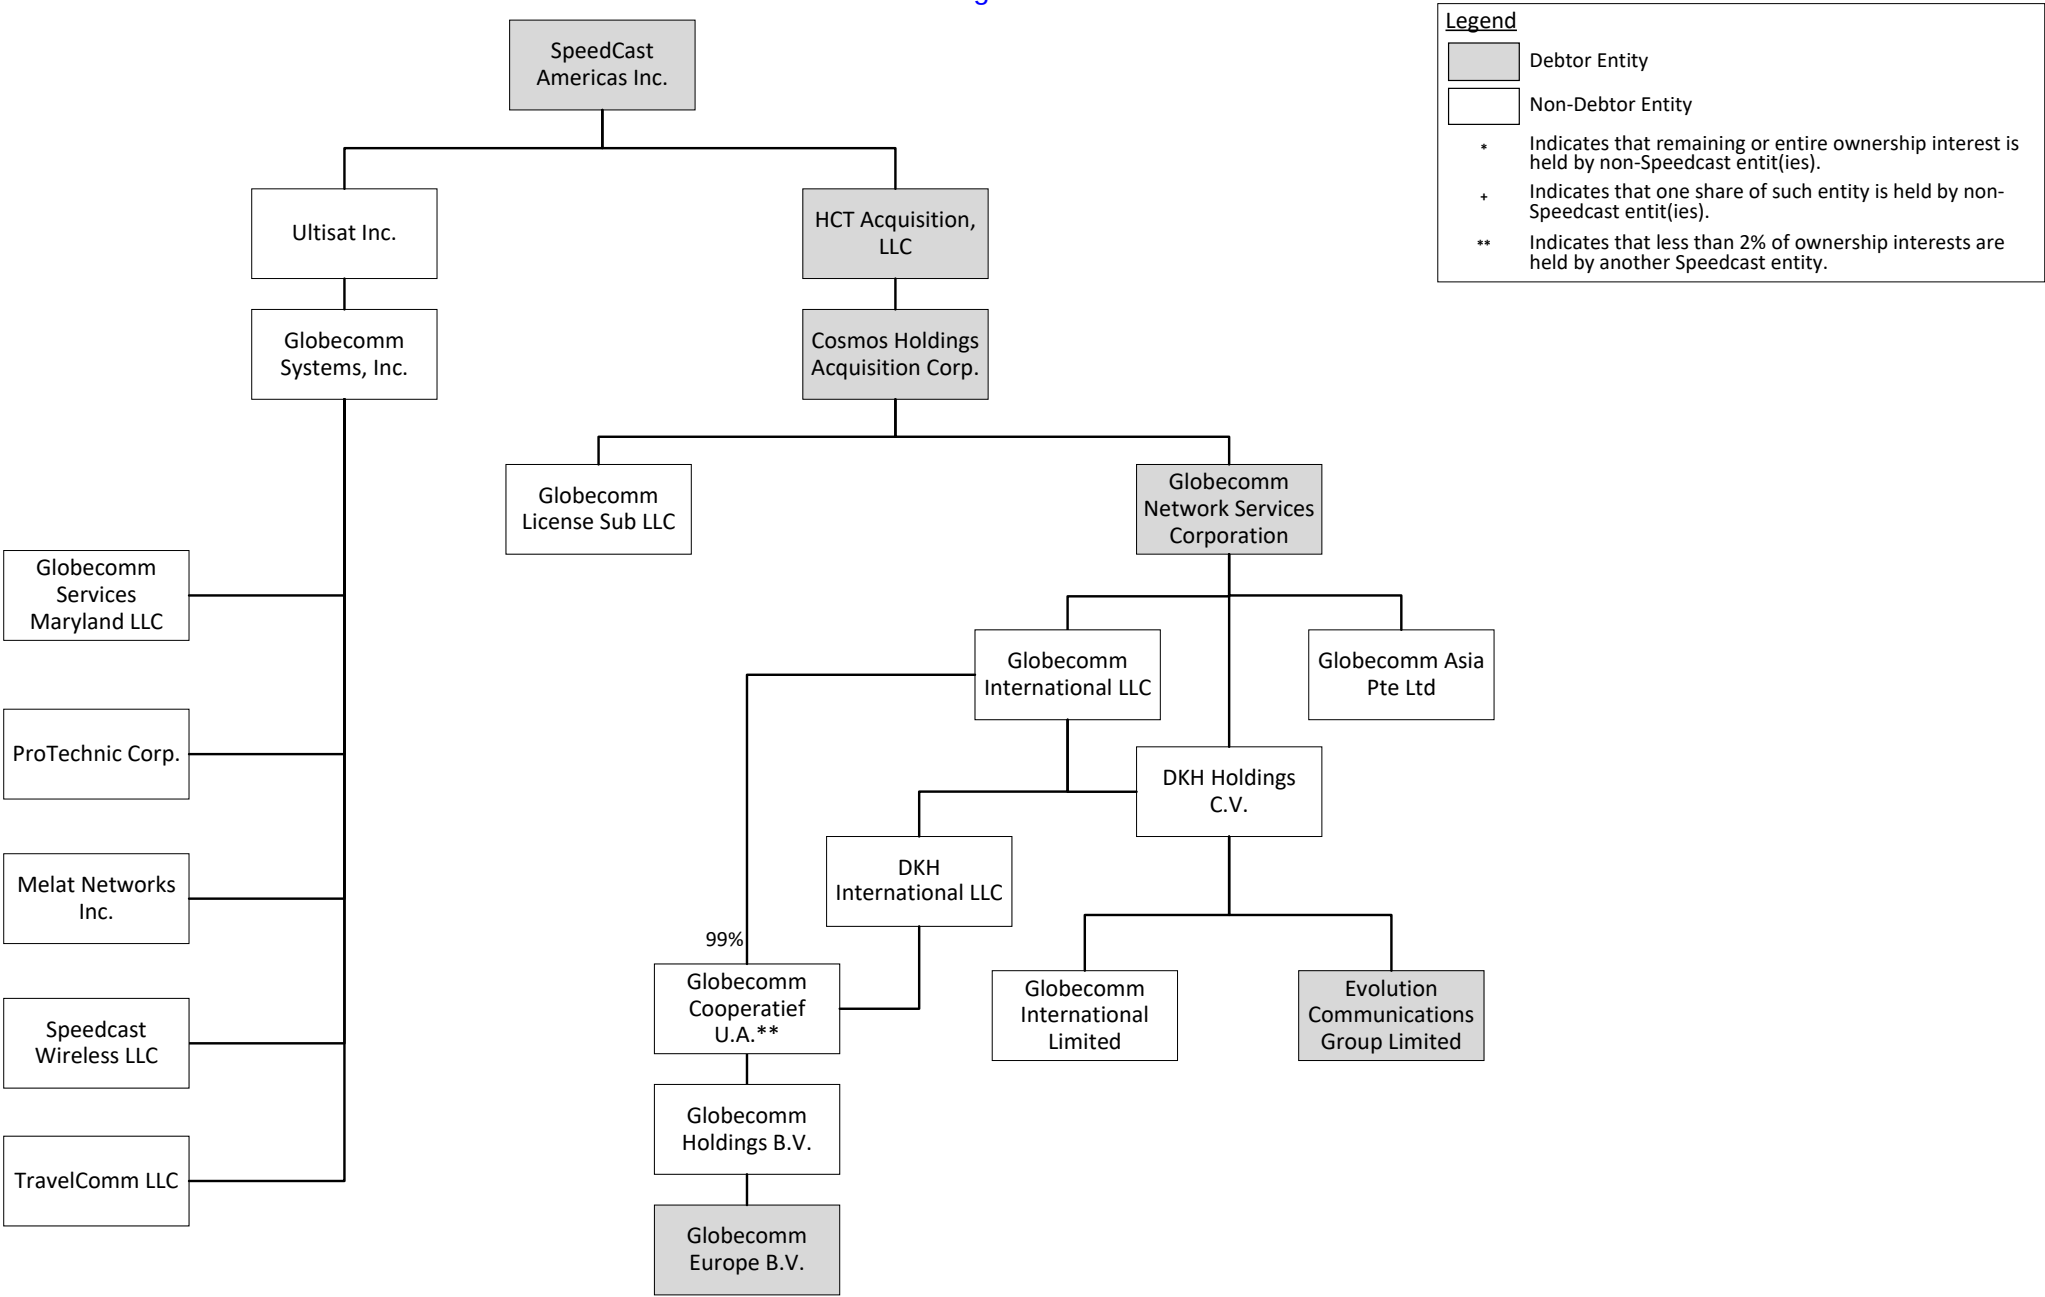 SpeedCast
Americas Inc.
Legend
Debtor Entity
Non-Debtor Entity
* Indicates that remaining or entire ownership interest is
held by non-Speedcast entit(ies).
+ Indicates that one share of such entity is held by non-
Speedcast entit(ies).
** Indicates that less than 2% of ownership interests are
held by another Speedcast entity.
Ultisat Inc.
HCT Acquisition,
LLC
Globecomm
Systems, Inc.
Cosmos Holdings
Acquisition Corp.
Globecomm
License Sub LLC
Globecomm
Network Services
Corporation
Globecomm
Services
Maryland LLC
Globecomm
International LLC
Globecomm Asia
Pte Ltd
ProTechnic Corp.
DKH Holdings
C.V.
Melat Networks
Inc.
DKH
International LLC
99%
Globecomm
Cooperatief
U.A.**
Globecomm
International
Limited
Evolution
Communications
Group Limited
Speedcast
Wireless LLC
Globecomm
Holdings B.V.
TravelComm LLC
Globecomm
Europe B.V.